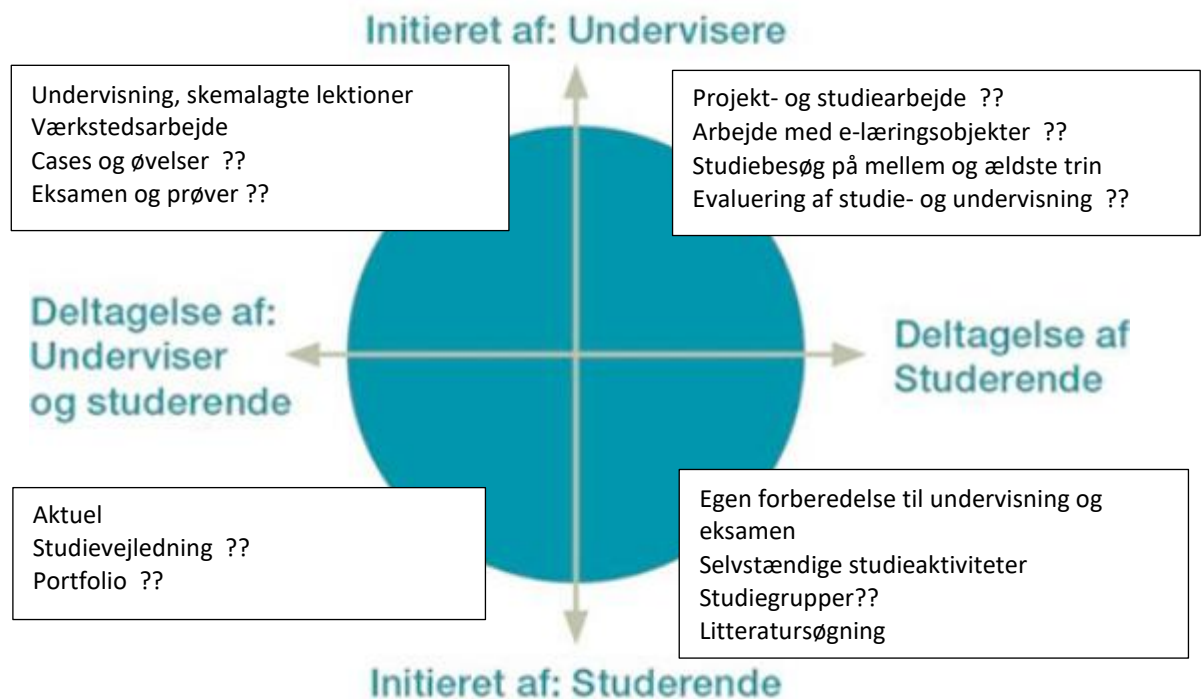 Initieret af: Undervisere
Undervisning, skemalagte lektioner
Værkstedsarbejde
Cases og øvelser  ??
Eksamen og prøver ??
Projekt- og studiearbejde  ??
Arbejde med e-læringsobjekter  ??
Studiebesøg på mellem og ældste trin
Evaluering af studie- og undervisning  ??
Deltagelse af:
Underviser
og studerende
Deltagelse af
Studerende
Aktuel
Studievejledning  ??
Portfolio  ??
Egen forberedelse til undervisning og
eksamen
Selvstændige studieaktiviteter
Studiegrupper??
Litteratursøgning
Initieret af: Studerende